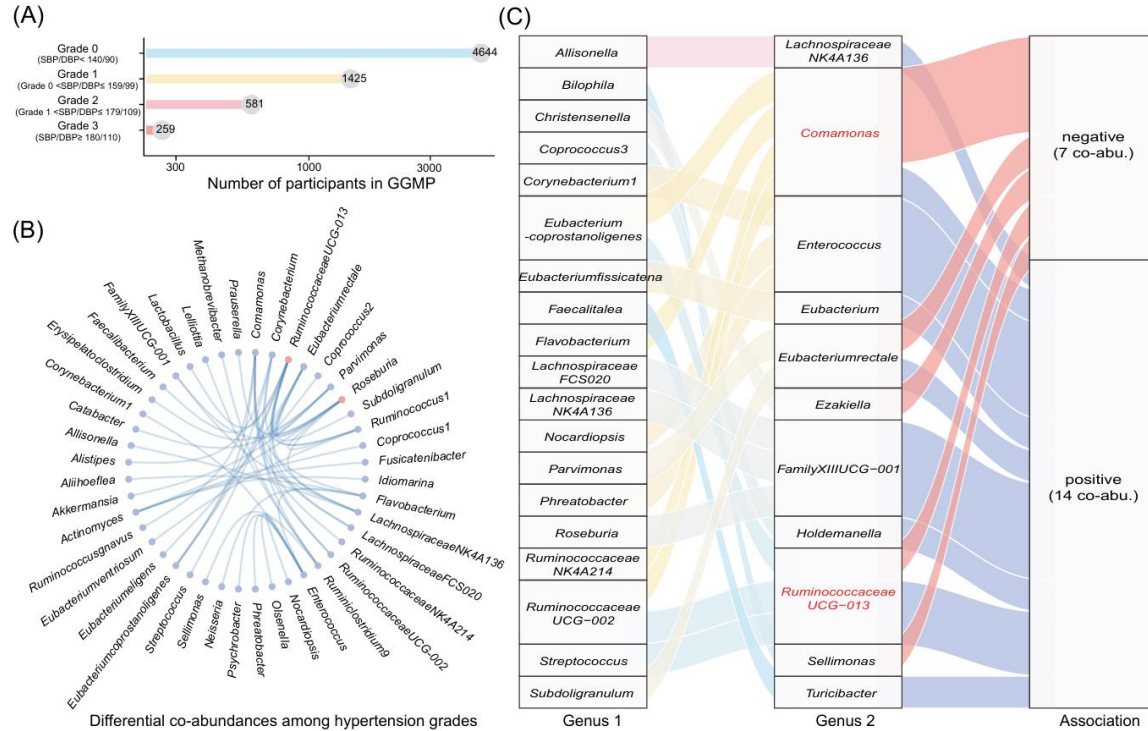 (A)
Grade 0
(SBP/DBP< 140/90)
4644
Grade 1
(Grade 0 <SBP/DBP≤ 159/99)
1425
Grade 2
(Grade 1 <SBP/DBP≤ 179/109)
581
Grade 3
(SBP/DBP≥ 180/110)
259
300
1000
3000
Number of participants in GGMP
(B)
Comamonas
Corynebacterium
RuminococcaceaeUCG-013
Eubacteriumrectale
Coprococcus2
Parvimonas
Roseburia
Subdoligranulum
Ruminococcus1
Coprococcus1
Fusicatenibacter
Idiomarina
Flavobacterium
LachnospiraceaeNK4A136
LachnospiraceaeFCS020
RuminococcaceaeNK4A214
RuminococcaceaeUCG-002
Ruminiclostridium9
Enterococcus
Nocardiopsis
Olsenella
Phreatobacter
Psychrobacter
Neisseria
Sellimonas
Streptococcus
Eubacteriumcoprostanoligenes
Eubacteriumeligens
Eubacteriumventriosum
Ruminococcusgnavus
Actinomyces
Akkermansia
Aliihoeflea
Alistipes
Allisonella
Catabacter
Corynebacterium1
Erysipelatoclostridium
Faecalibacterium
FamilyXIIIUCG-001
Lactobacillus
Lelliottia
Methanobrevibacter
Prauserella
Differential co-abundances among hypertension grades
(C)
Allisonella
Bilophila
Christensenella
Coprococcus3
Corynebacterium1
Eubacterium
-coprostanoligenes
Eubacteriumfissicatena
Faecalitalea
Flavobacterium
Lachnospiraceae
FCS020
Lachnospiraceae
NK4A136
Nocardiopsis
Parvimonas
Phreatobacter
Roseburia
Ruminococcaceae
NK4A214
Ruminococcaceae
UCG-002
Streptococcus
Subdoligranulum
Genus 1
Lachnospiraceae
NK4A136
Comamonas
Enterococcus
Eubacterium
Eubacteriumrectale
Ezakiella
FamilyXIIIUCG-001
Holdemanella
Ruminococcaceae
UCG-013
Sellimonas
Turicibacter
Genus 2
negative
(7 co-abu.)
positive
(14 co-abu.)
Association